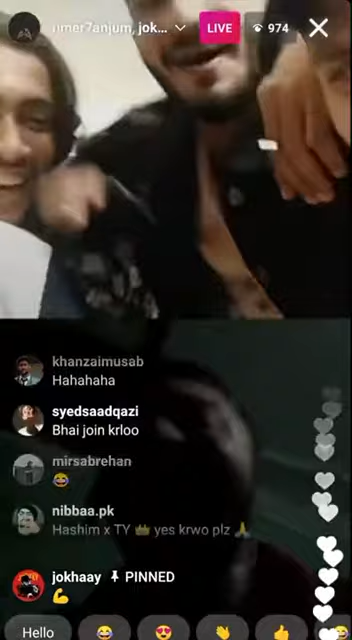 umer7anjum, jok...
LIVE
974
khanzaimusab
Hahahaha
syedsaadqazi
Bhai join krloo
mirsabrehan
😂
nibbaa.pk
Hashim x TY 👑 yes krwo plz 🙏
jokhaay PINNED
💪
Hello 😂 😍 👏 👍 😂